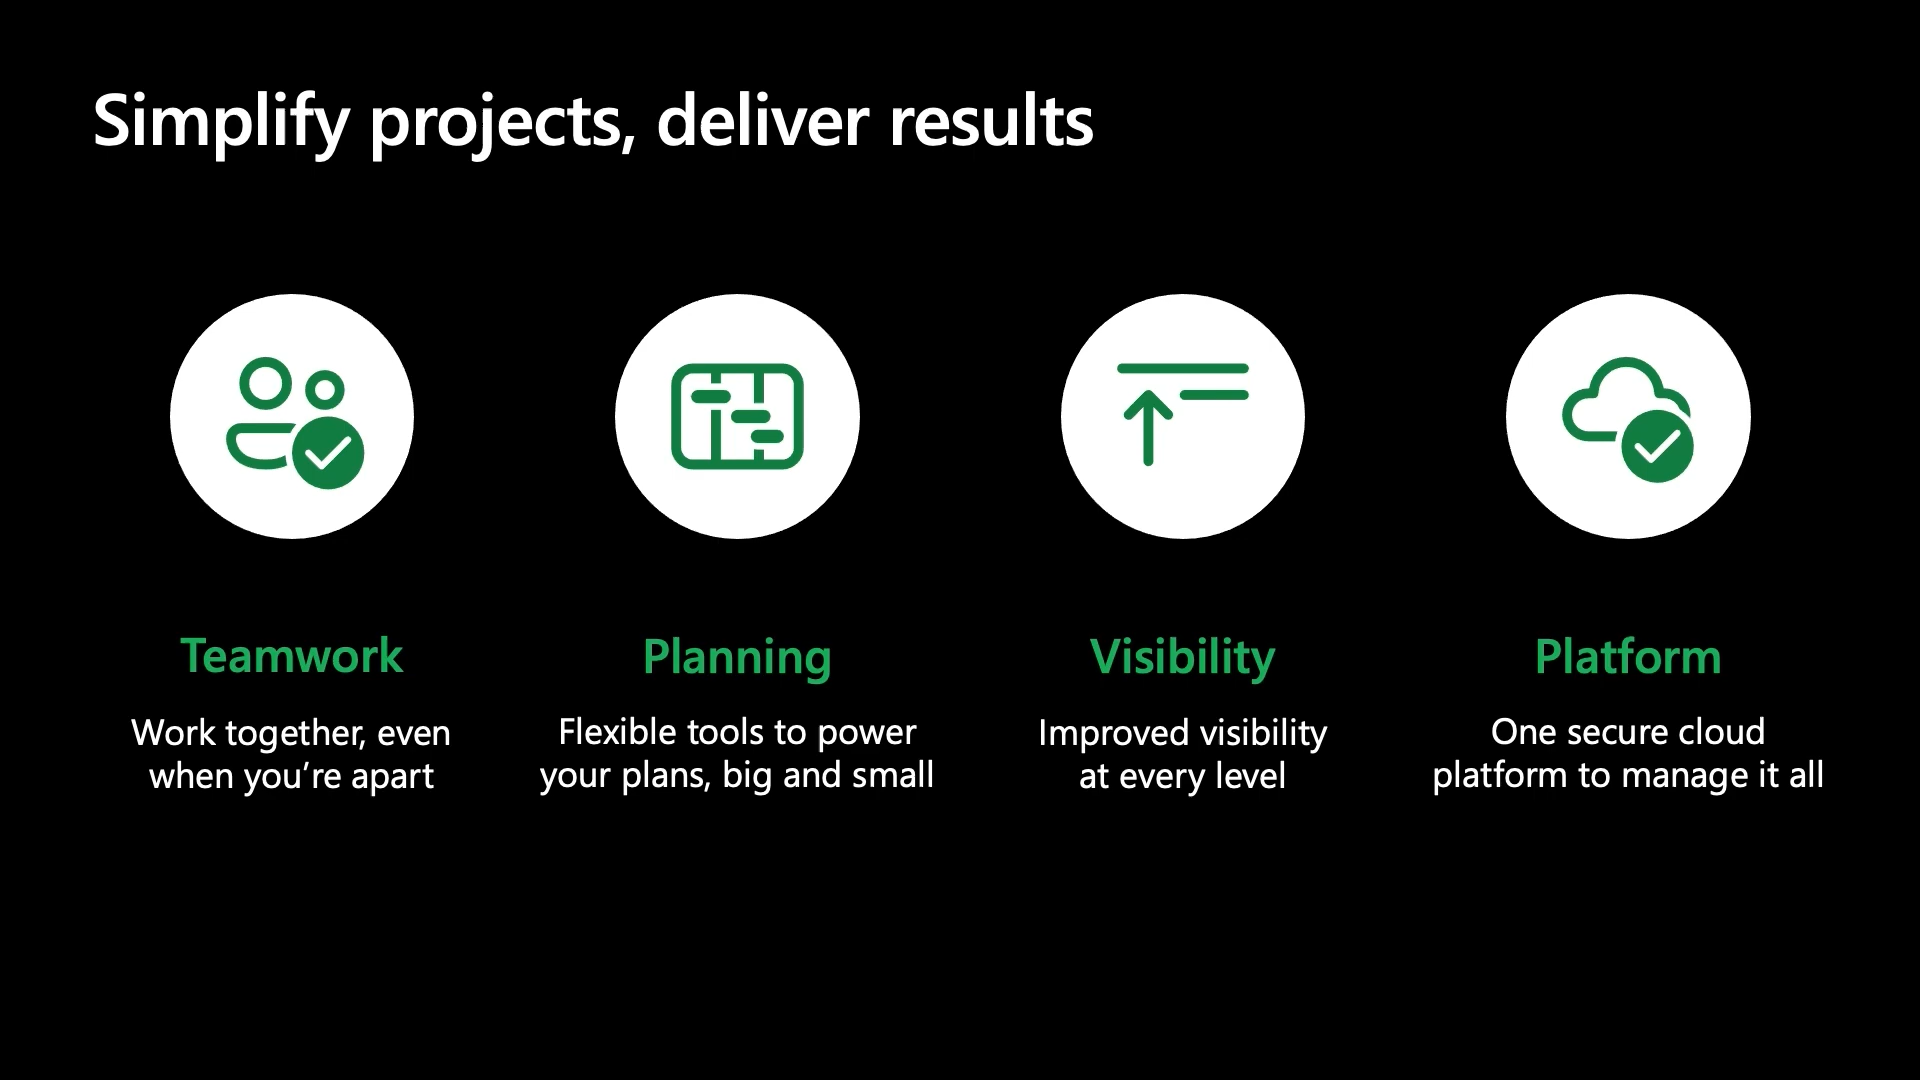 Simplify projects, deliver results
Teamwork
Work together, even
when you’re apart
Planning
Flexible tools to power
your plans, big and small
Visibility
Improved visibility
at every level
Platform
One secure cloud
platform to manage it all